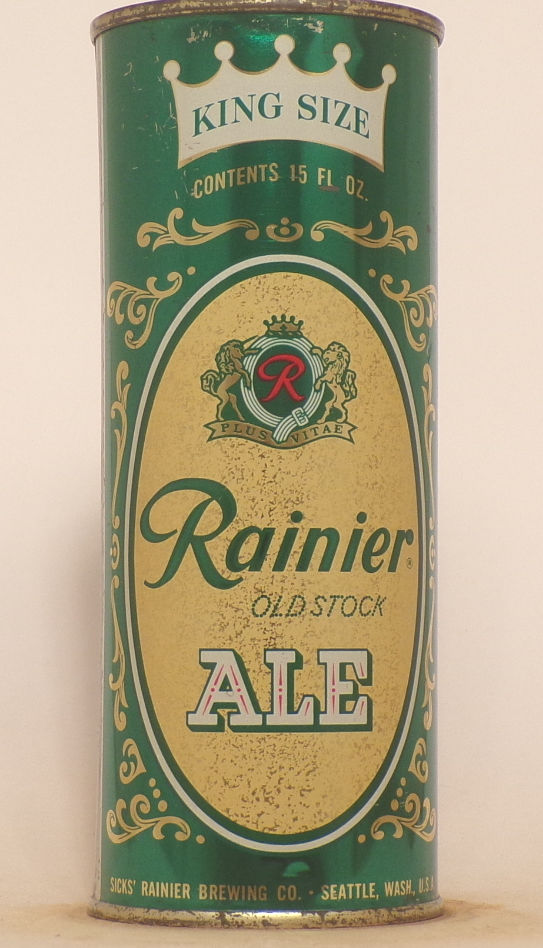 KING SIZE
CONTENTS 15 FL. OZ.
R
PLUS VITAE
Rainier®
OLD STOCK
ALE
SICKS' RAINIER BREWING CO. · SEATTLE, WASH., U.S.A